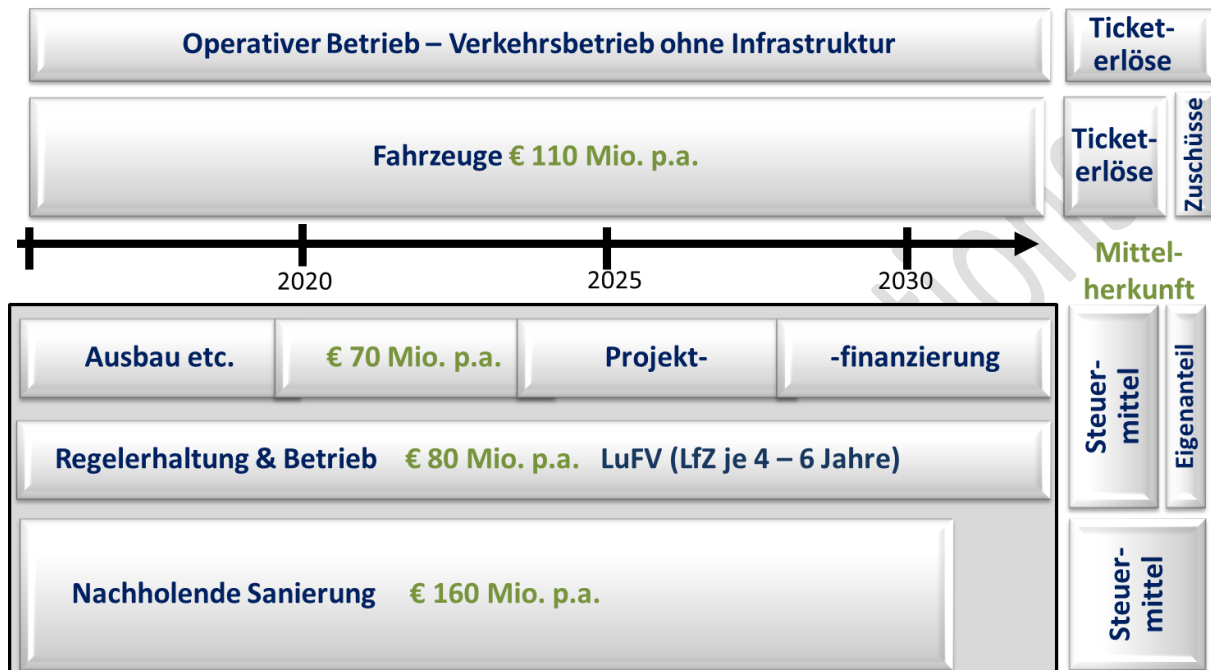 Operativer Betrieb – Verkehrsbetrieb ohne Infrastruktur
Ticket-
erlöse
Fahrzeuge € 110 Mio. p.a.
Ticket-
erlöse
Zuschüsse
2020
2025
2030
Mittel-
herkunft
Ausbau etc.
€ 70 Mio. p.a.
Projekt-
-finanzierung
Steuer-
mittel
Eigenanteil
Regelerhaltung & Betrieb € 80 Mio. p.a. LuFV (LfZ je 4 – 6 Jahre)
Nachholende Sanierung € 160 Mio. p.a.
Steuer-
mittel